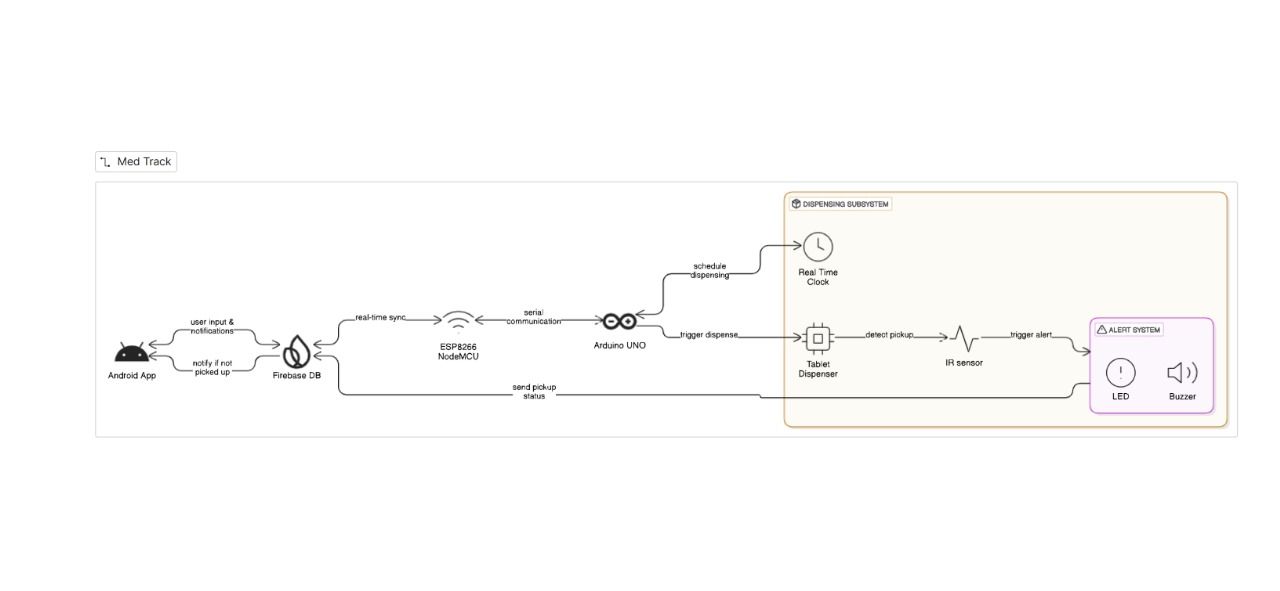 Med Track
DISPENSING SUBSYSTEM
Real Time
Clock
schedule
dispensing
user input &
notifications
real-time sync
serial
communication
ESP8266
NodeMCU
Arduino UNO
trigger dispense
Tablet
Dispenser
detect pickup
IR sensor
trigger alert
ALERT SYSTEM
LED
Buzzer
Android App
notify if not
picked up
Firebase DB
send pickup
status